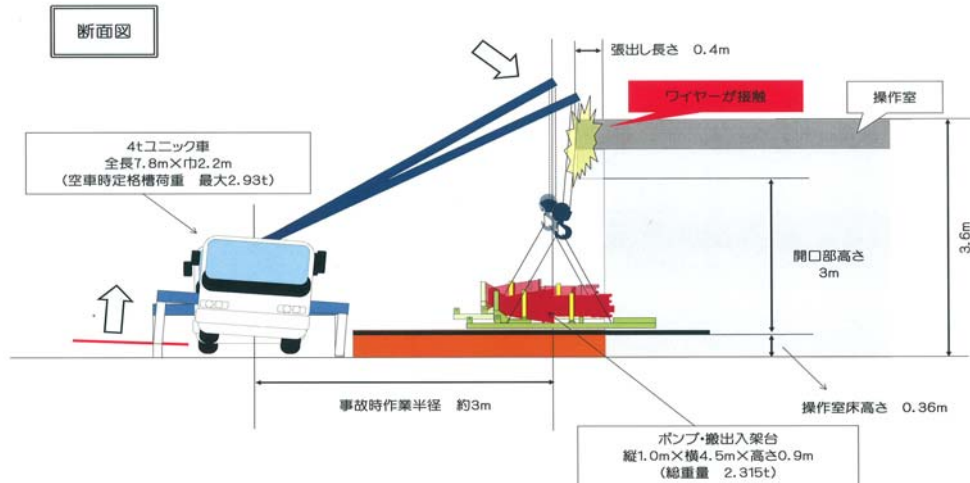 断面図
張出し長さ 0.4m
ワイヤーが接触
操作室
4tユニック車
全長7.8m×巾2.2m
(空車時定格槽荷重 最大2.93t)
3.6m
開口部高さ
3m
事故時作業半径 約3m
操作室床高さ 0.36m
ポンプ・搬出入架台
縦1.0m×横4.5m×高さ0.9m
(総重量 2.315t)